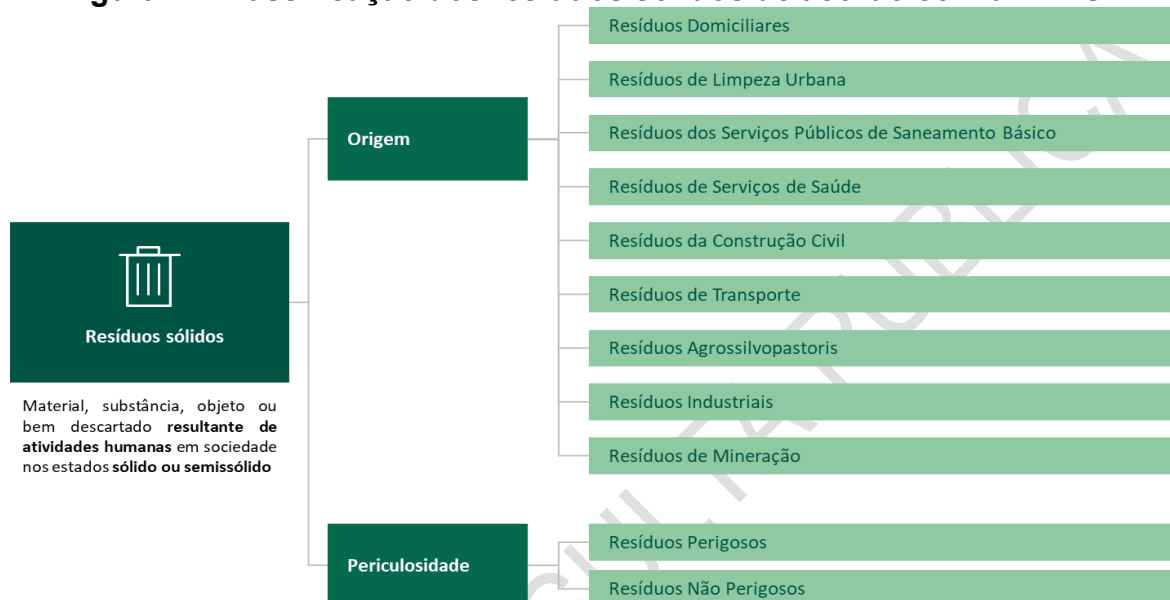 Resíduos Domiciliares
Resíduos de Limpeza Urbana
Origem
Resíduos dos Serviços Públicos de Saneamento Básico
Resíduos de Serviços de Saúde
Resíduos da Construção Civil
Resíduos de Transporte
Resíduos sólidos
Resíduos Agrossilvopastoris
Material, substância, objeto ou
bem descartado resultante de
atividades humanas em sociedade
nos estados sólido ou semissólido
Resíduos Industriais
Resíduos de Mineração
Periculosidade
Resíduos Perigosos
Resíduos Não Perigosos